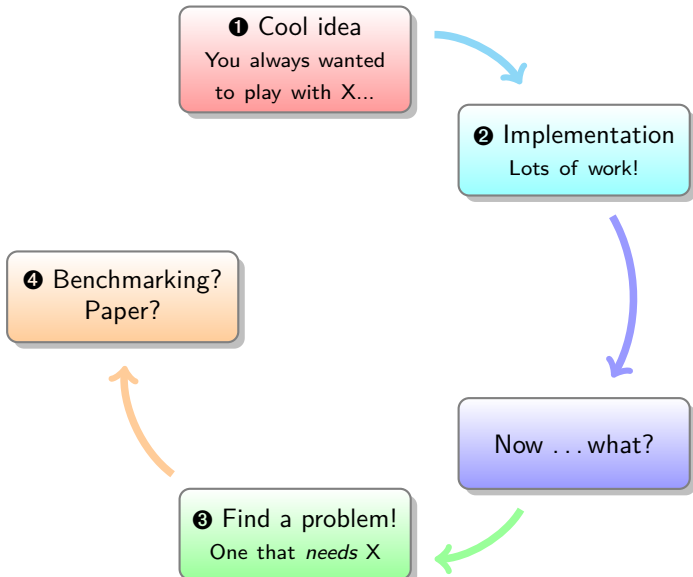 ❶ Cool idea
You always wanted
to play with X...
❷ Implementation
Lots of work!
Now ...what?
❸ Find a problem!
One that needs X
❹ Benchmarking?
Paper?